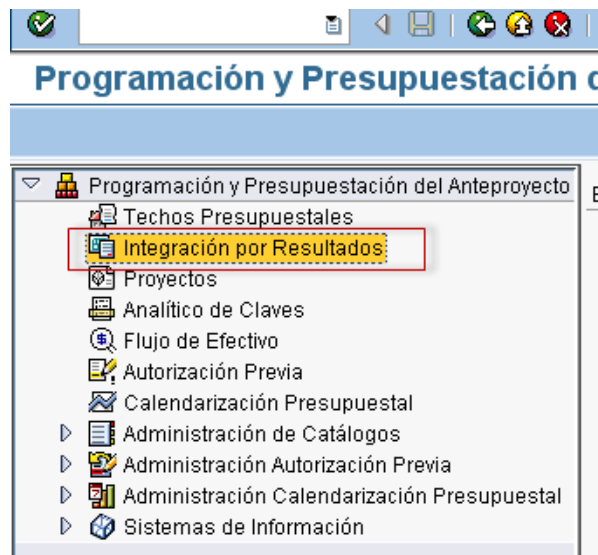 Programación y Presupuestación
Programación y Presupuestación del Anteproyecto
Techos Presupuestales
Integración por Resultados
Proyectos
Analítico de Claves
Flujo de Efectivo
Autorización Previa
Calendarización Presupuestal
Administración de Catálogos
Administración Autorización Previa
Administración Calendarización Presupuestal
Sistemas de Información